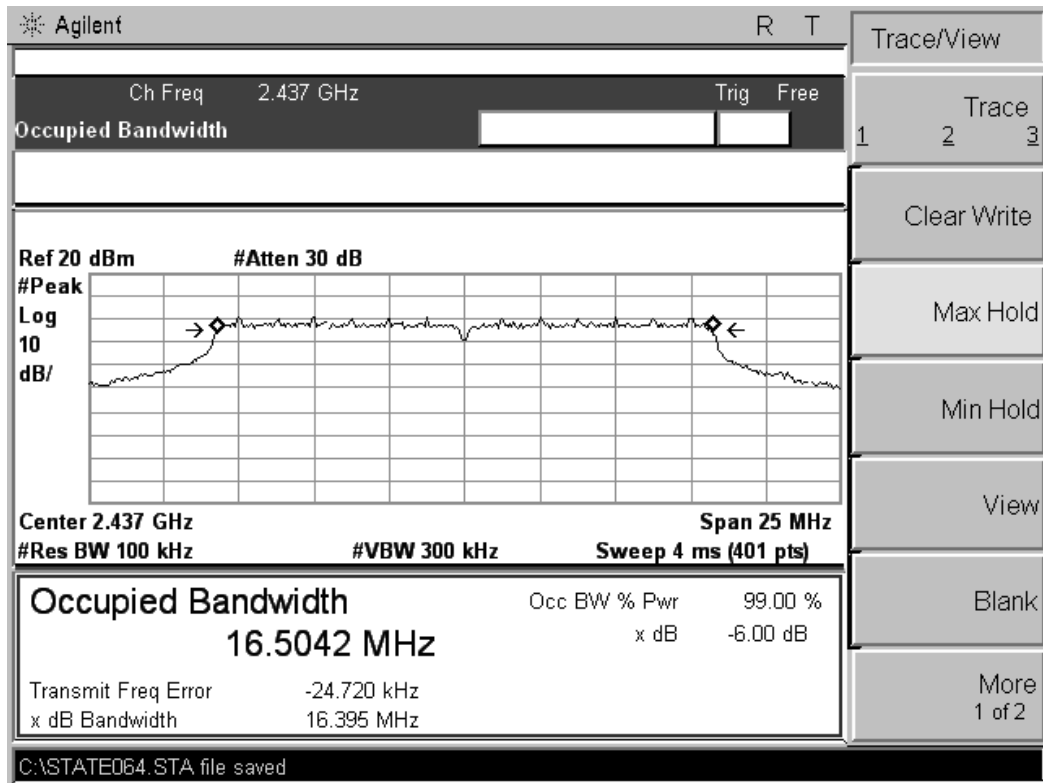 Agilent R T
Ch Freq 2.437 GHz Trig Free
Occupied Bandwidth
Ref 20 dBm #Atten 30 dB
#Peak
Log
10
dB/
Center 2.437 GHz Span 25 MHz
#Res BW 100 kHz #VBW 300 kHz Sweep 4 ms (401 pts)
Occupied Bandwidth Occ BW % Pwr 99.00 %
16.5042 MHz x dB -6.00 dB
Transmit Freq Error -24.720 kHz
x dB Bandwidth 16.395 MHz
C:\STATE064.STA file saved
Trace/View
Trace
1 2 3
Clear Write
Max Hold
Min Hold
View
Blank
More
1 of 2